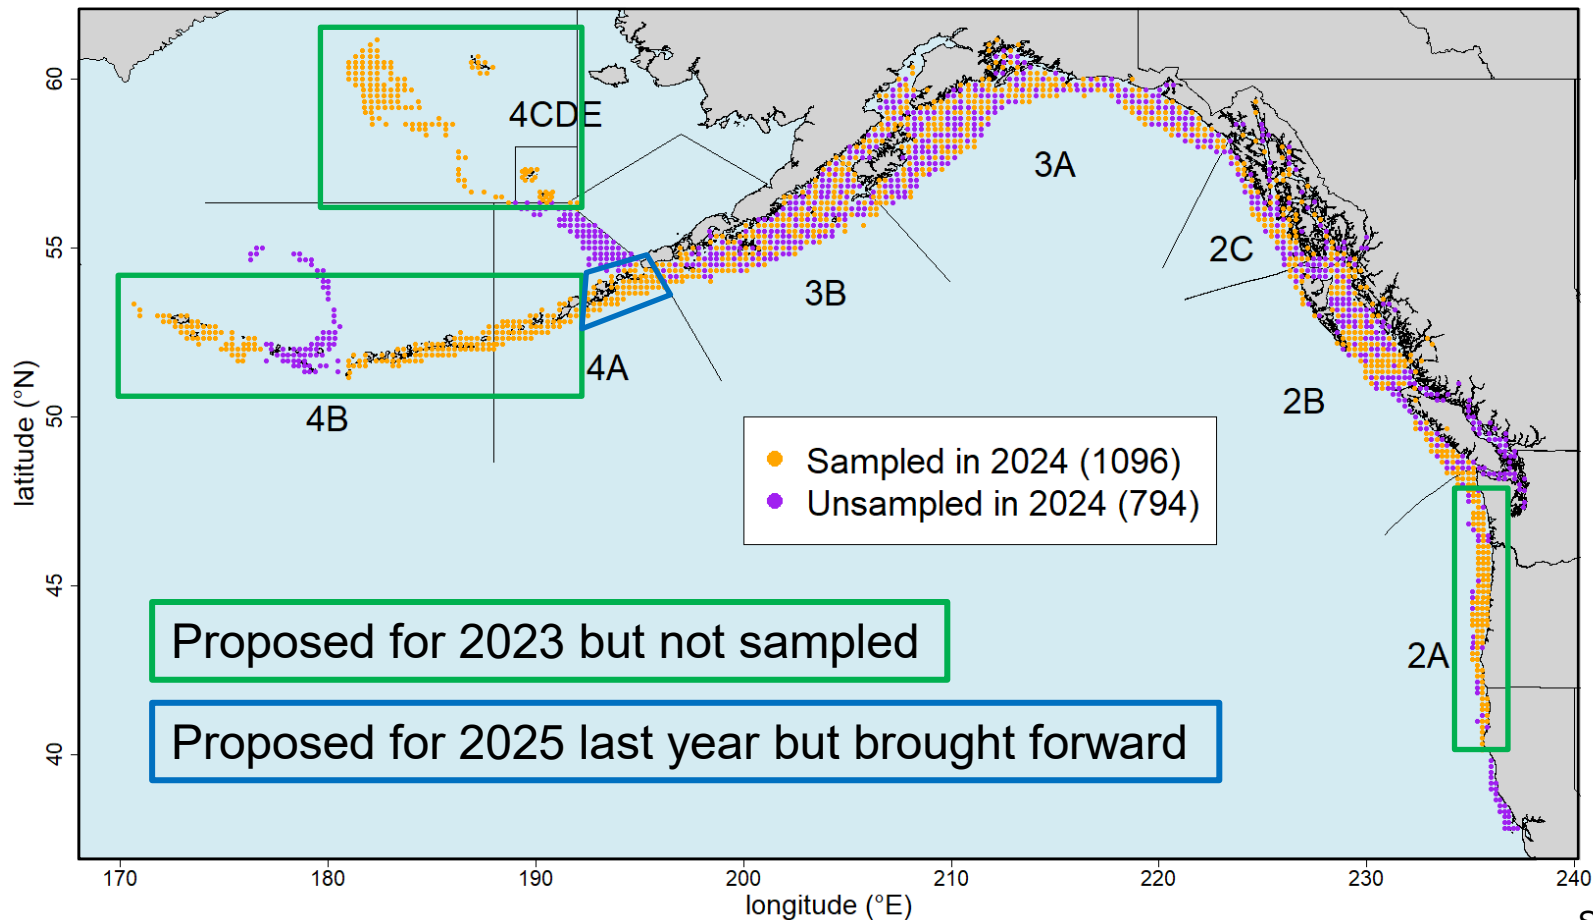 60
55
50
45
40
latitude (°N)
4CDE
3A
2C
3B
4A
4B
2B
Sampled in 2024 (1096)
Unsampled in 2024 (794)
2A
Proposed for 2023 but not sampled
Proposed for 2025 last year but brought forward
170
180
190
200
210
220
230
240
longitude (°E)